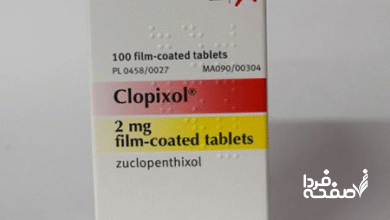 100 film-coated tablets
PL 0458/0027 MA090/00304
Clopixol®
2 mg
film-coated tablets
zuclopenthixol
صفحه فردا